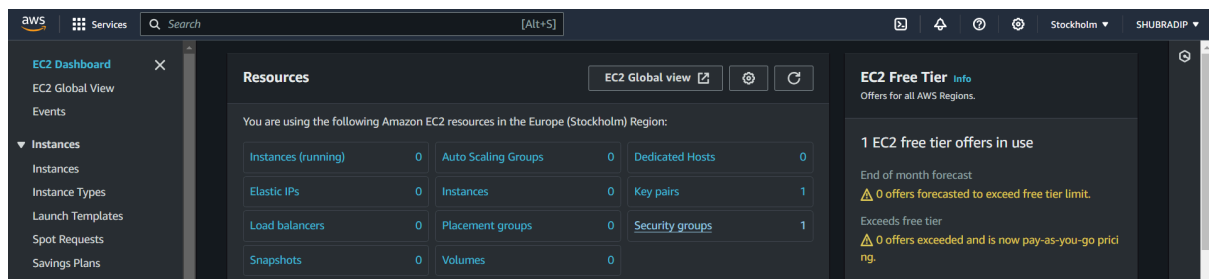 aws Services Search [Alt+S] Stockholm ▼ SHUBRADIP ▼
EC2 Dashboard
EC2 Global View
Events
▼ Instances
Instances
Instance Types
Launch Templates
Spot Requests
Savings Plans
Resources
EC2 Global view
You are using the following Amazon EC2 resources in the Europe (Stockholm) Region:
Instances (running) 0 Auto Scaling Groups 0 Dedicated Hosts 0
Elastic IPs 0 Instances 0 Key pairs 1
Load balancers 0 Placement groups 0 Security groups 1
Snapshots 0 Volumes 0
EC2 Free Tier Info
Offers for all AWS Regions.
1 EC2 free tier offers in use
End of month forecast
0 offers forecasted to exceed free tier limit.
Exceeds free tier
0 offers exceeded and is now pay-as-you-go prici
ng.